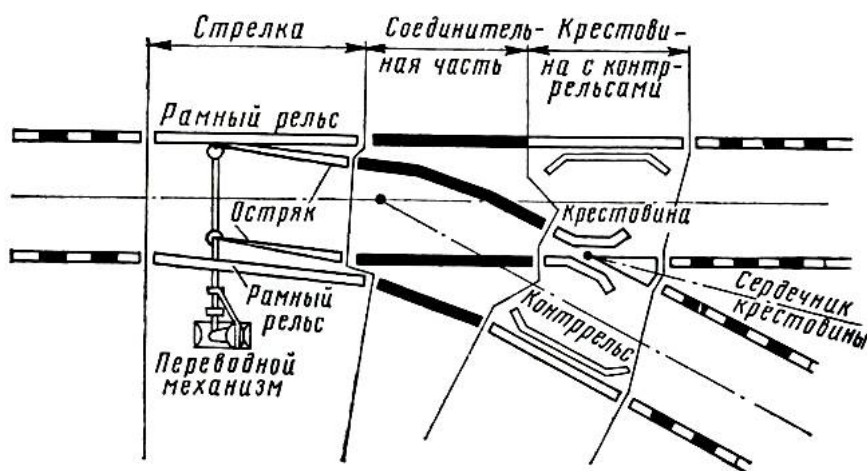 Стрелка
Соединитель-
ная часть
Крестови-
на с контр-
рельсами
Рамный рельс
Остряк
Крестовина
Рамный
рельс
Контррельс
Сердечник
крестовины
Переводной
механизм